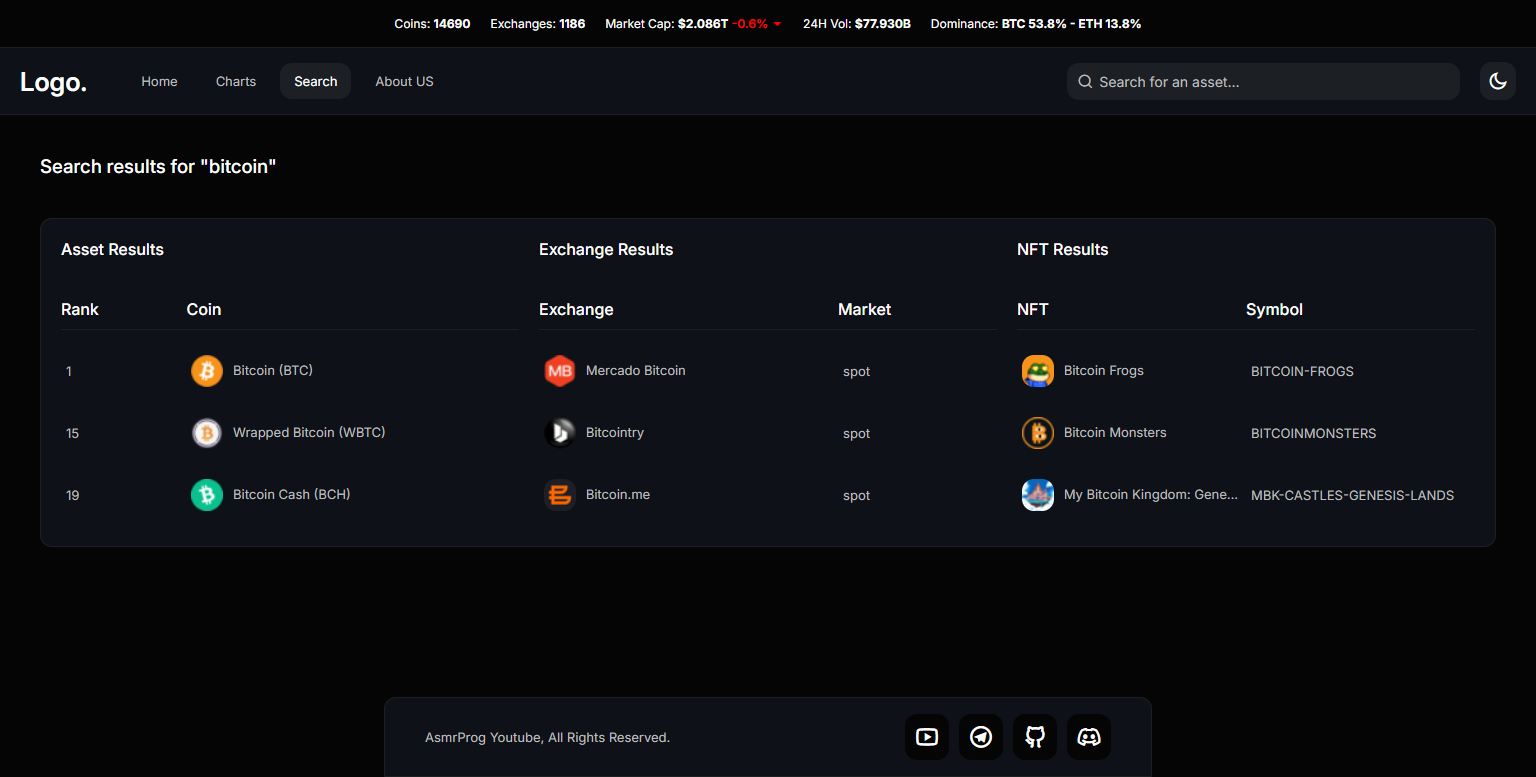 Coins: 14690 Exchanges: 1186 Market Cap: $2.086T -0.6% 24H Vol: $77.930B Dominance: BTC 53.8% - ETH 13.8%
Logo. Home Charts Search About US Search for an asset...
Search results for "bitcoin"
Asset Results Exchange Results NFT Results
Rank Coin Exchange Market NFT Symbol
1 Bitcoin (BTC) MB Mercado Bitcoin spot Bitcoin Frogs BITCOIN-FROGS
15 Wrapped Bitcoin (WBTC) Bitcointry spot Bitcoin Monsters BITCOINMONSTERS
19 Bitcoin Cash (BCH) Bitcoin.me spot My Bitcoin Kingdom: Gene... MBK-CASTLES-GENESIS-LANDS
AsmrProg Youtube, All Rights Reserved.